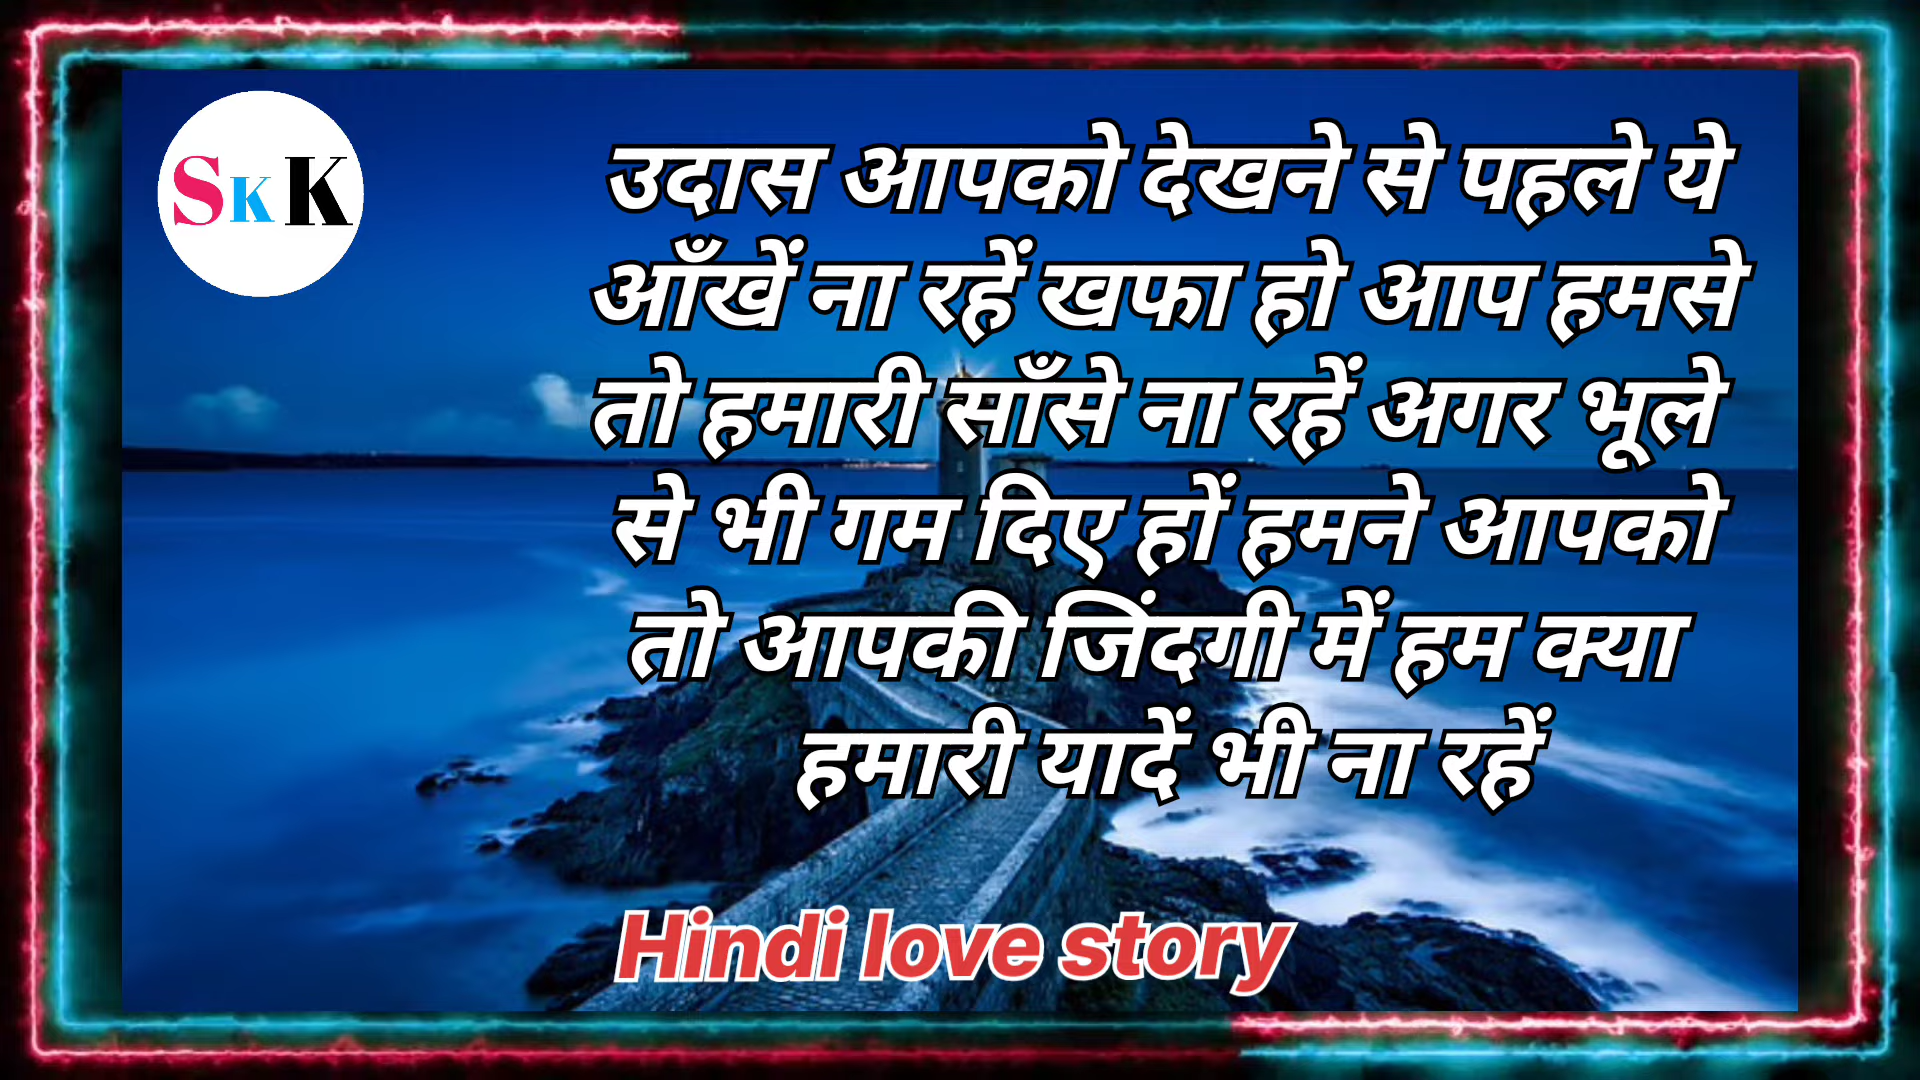 SKK
उदास आपको देखने से पहले ये
आँखें ना रहें खफा हो आप हमसे
तो हमारी साँसे ना रहें अगर भूले
से भी गम दिए हों हमने आपको
तो आपकी जिंदगी में हम क्या
हमारी यादें भी ना रहें
Hindi love story